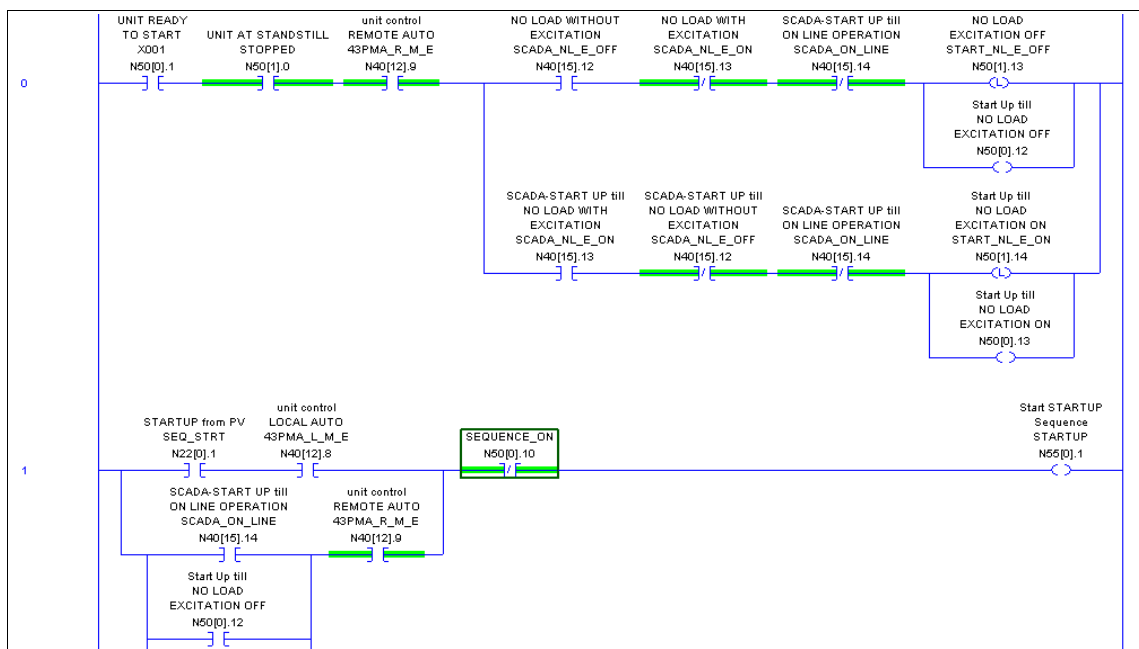 UNIT READY
TO START
X001
N50[0].1
UNIT AT STANDSTILL
STOPPED
N50[1].0
unit control
REMOTE AUTO
43PMA_R_M_E
N40[12].9
NO LOAD WITHOUT
EXCITATION
SCADA_NL_E_OFF
N40[15].12
NO LOAD WITH
EXCITATION
SCADA_NL_E_ON
N40[15].13
SCADA-START UP till
ON LINE OPERATION
SCADA_ON_LINE
N40[15].14
NO LOAD
EXCITATION OFF
START_NL_E_OFF
N50[1].13
0
L
Start Up till
NO LOAD
EXCITATION OFF
N50[0].12
SCADA-START UP till
NO LOAD WITH
EXCITATION
SCADA_NL_E_ON
N40[15].13
SCADA-START UP till
NO LOAD WITHOUT
EXCITATION
SCADA_NL_E_OFF
N40[15].12
SCADA-START UP till
ON LINE OPERATION
SCADA_ON_LINE
N40[15].14
Start Up till
NO LOAD
EXCITATION ON
START_NL_E_ON
N50[1].14
L
Start Up till
NO LOAD
EXCITATION ON
N50[0].13
STARTUP from PV
SEQ_STRT
N22[0].1
unit control
LOCAL AUTO
43PMA_L_M_E
N40[12].8
SEQUENCE_ON
N50[0].10
Start STARTUP
Sequence
STARTUP
N55[0].1
1
SCADA-START UP till
ON LINE OPERATION
SCADA_ON_LINE
N40[15].14
unit control
REMOTE AUTO
43PMA_R_M_E
N40[12].9
Start Up till
NO LOAD
EXCITATION OFF
N50[0].12